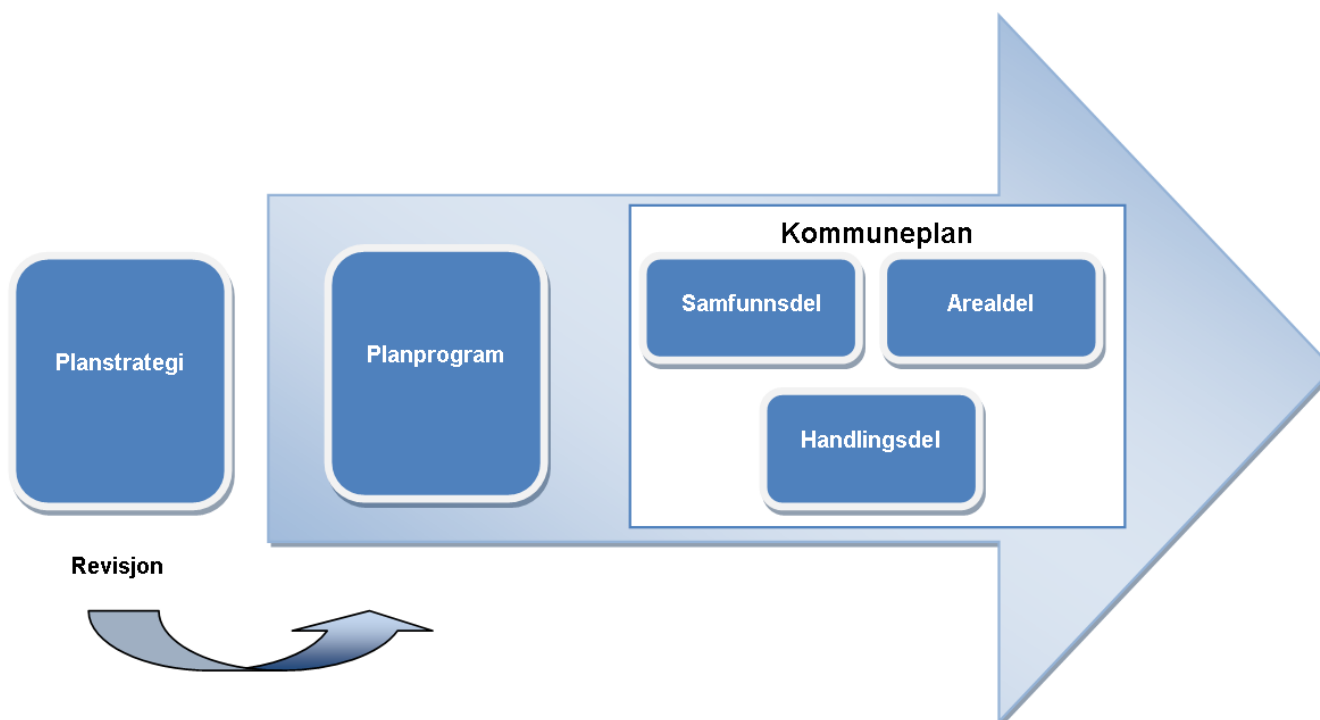 Planstrategi
Planprogram
Kommuneplan
Samfunnsdel
Arealdel
Handlingsdel
Revisjon